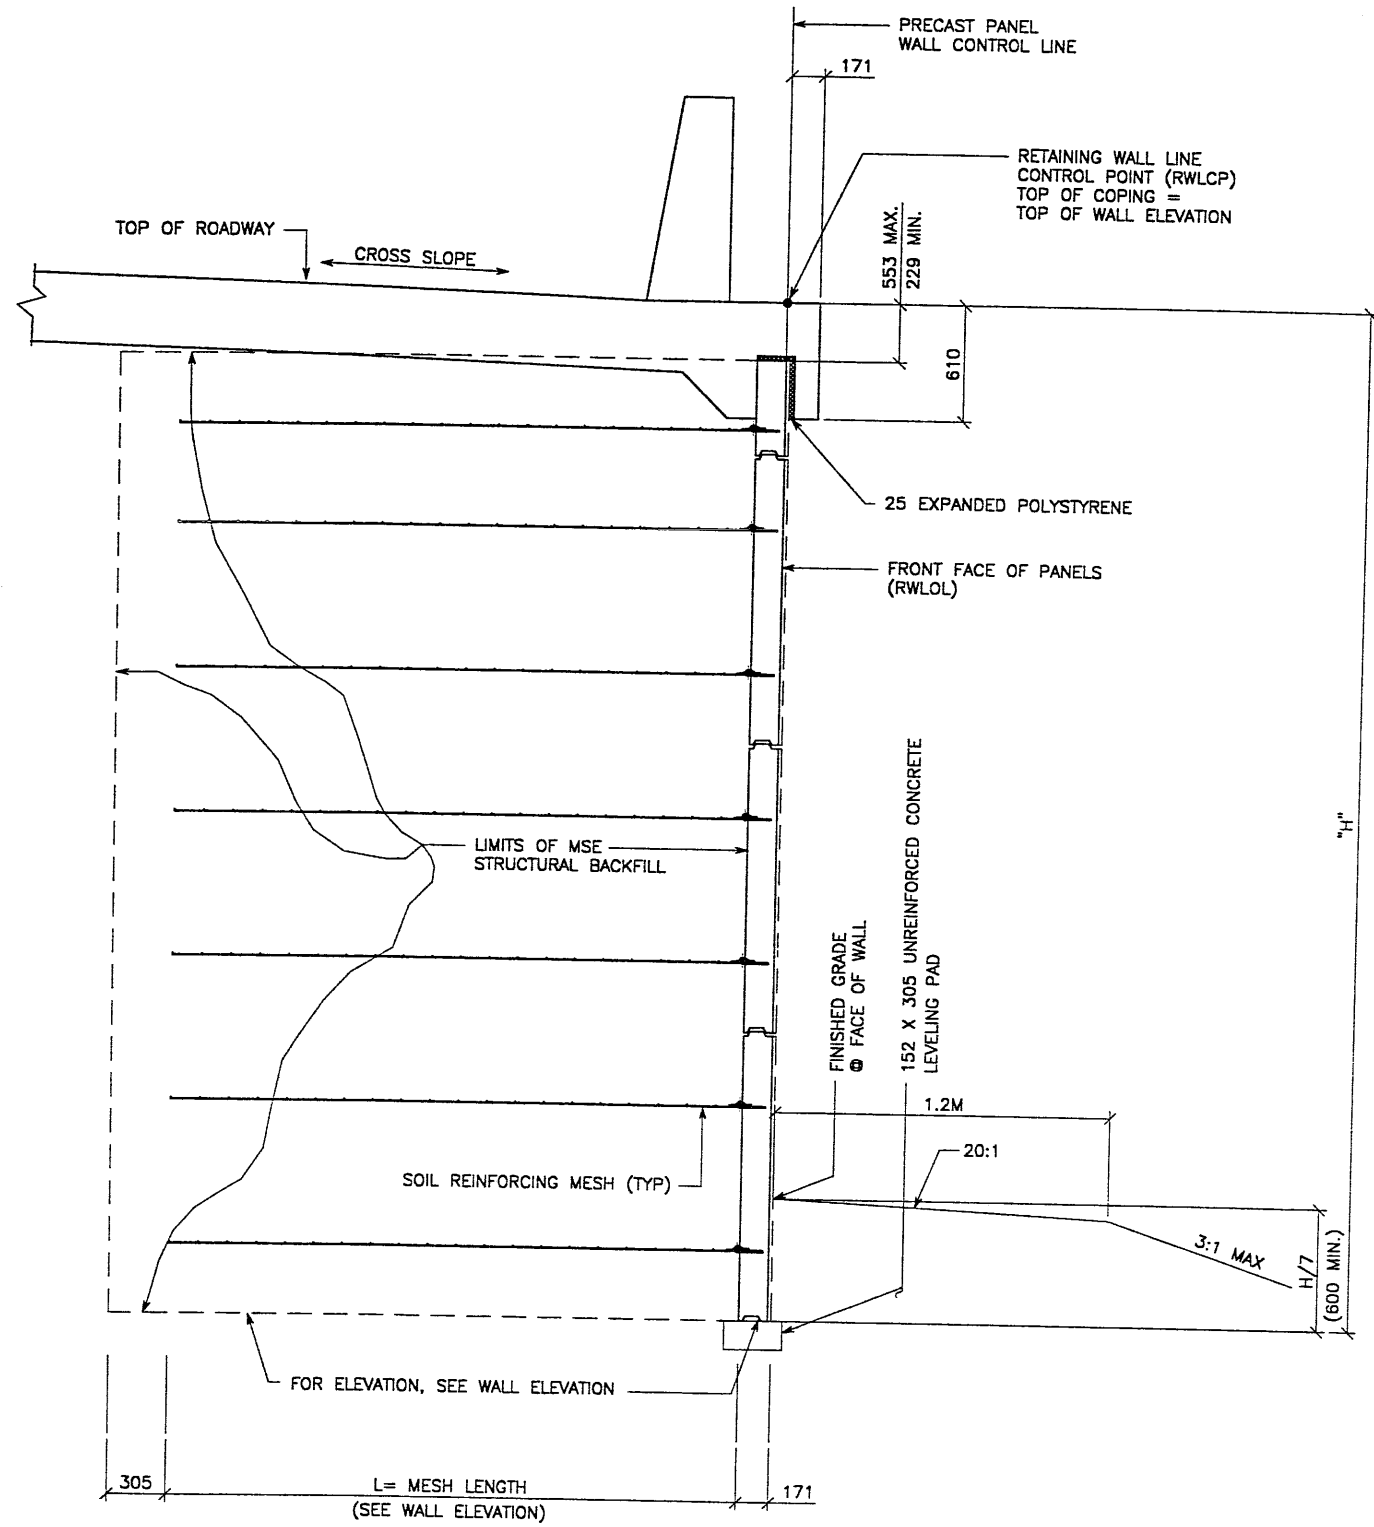 PRECAST PANEL
WALL CONTROL LINE
171
RETAINING WALL LINE
CONTROL POINT (RWLCP)
TOP OF COPING =
TOP OF WALL ELEVATION
553 MAX.
229 MIN.
TOP OF ROADWAY
CROSS SLOPE
610
25 EXPANDED POLYSTYRENE
FRONT FACE OF PANELS
(RWLOL)
"H"
LIMITS OF MSE
STRUCTURAL BACKFILL
FINISHED GRADE
@ FACE OF WALL
152 X 305 UNREINFORCED CONCRETE
LEVELING PAD
1.2M
20:1
SOIL REINFORCING MESH (TYP)
3:1 MAX
H/7
(600 MIN.)
FOR ELEVATION, SEE WALL ELEVATION
305
L= MESH LENGTH
(SEE WALL ELEVATION)
171